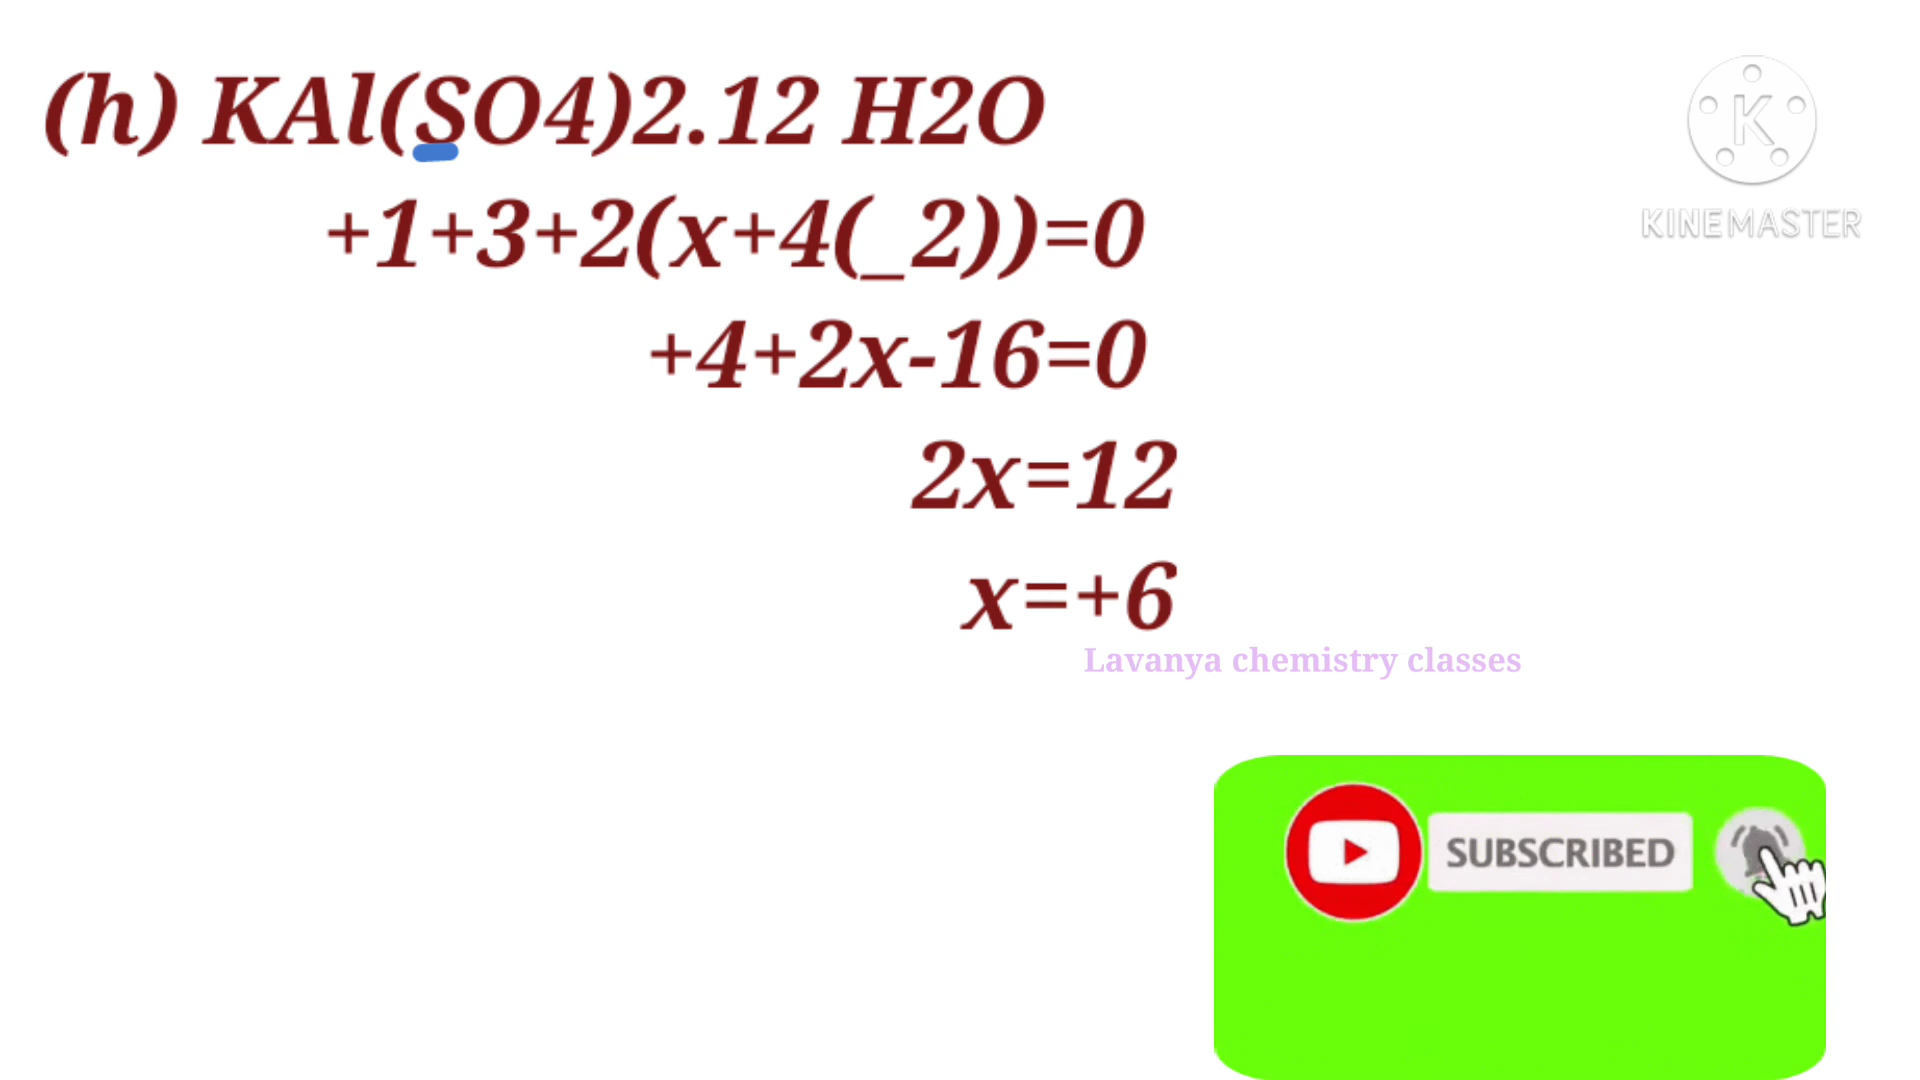 (h) KAl(SO4)2.12 H2O
K
KINEMASTER
+1+3+2(x+4(_2))=0
+4+2x-16=0
2x=12
x=+6
Lavanya chemistry classes
SUBSCRIBED